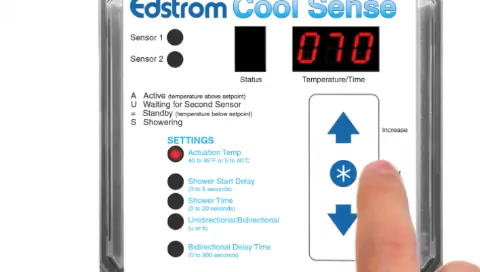 Edstrom Cool Sense
Sensor 1
Sensor 2
070
Status
Temperature/Time
A Active (temperature above setpoint)
U Waiting for Second Sensor
= Standby (temperature below setpoint)
S Showering
SETTINGS
Actuation Temp
40 to 99˚F or 5 to 40˚C
Shower Start Delay
(0 to 5 seconds)
Shower Time
(0 to 20 seconds)
Unidirectional/Bidirectional
(u or b)
Bidirectional Delay Time
(0 to 900 seconds)
Increase